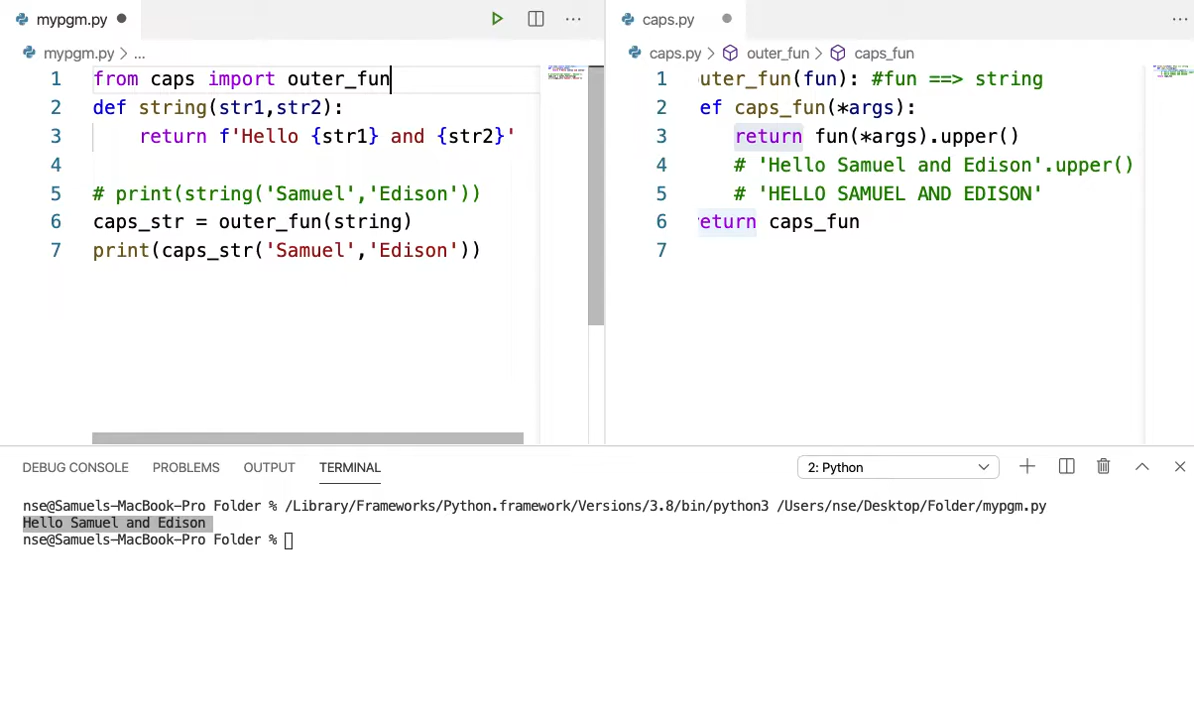 mypgm.py
mypgm.py > ...
1 from caps import outer_fun
2 def string(str1,str2):
3     return f'Hello {str1} and {str2}'
4
5 # print(string('Samuel','Edison'))
6 caps_str = outer_fun(string)
7 print(caps_str('Samuel','Edison'))
caps.py
...
caps.py > outer_fun > caps_fun
1 uter_fun(fun): #fun ==> string
2 ef caps_fun(*args):
3     return fun(*args).upper()
4     # 'Hello Samuel and Edison'.upper()
5     # 'HELLO SAMUEL AND EDISON'
6 eturn caps_fun
7
DEBUG CONSOLE PROBLEMS OUTPUT TERMINAL 2: Python
nse@Samuels-MacBook-Pro Folder % /Library/Frameworks/Python.framework/Versions/3.8/bin/python3 /Users/nse/Desktop/Folder/mypgm.py
Hello Samuel and Edison
nse@Samuels-MacBook-Pro Folder %